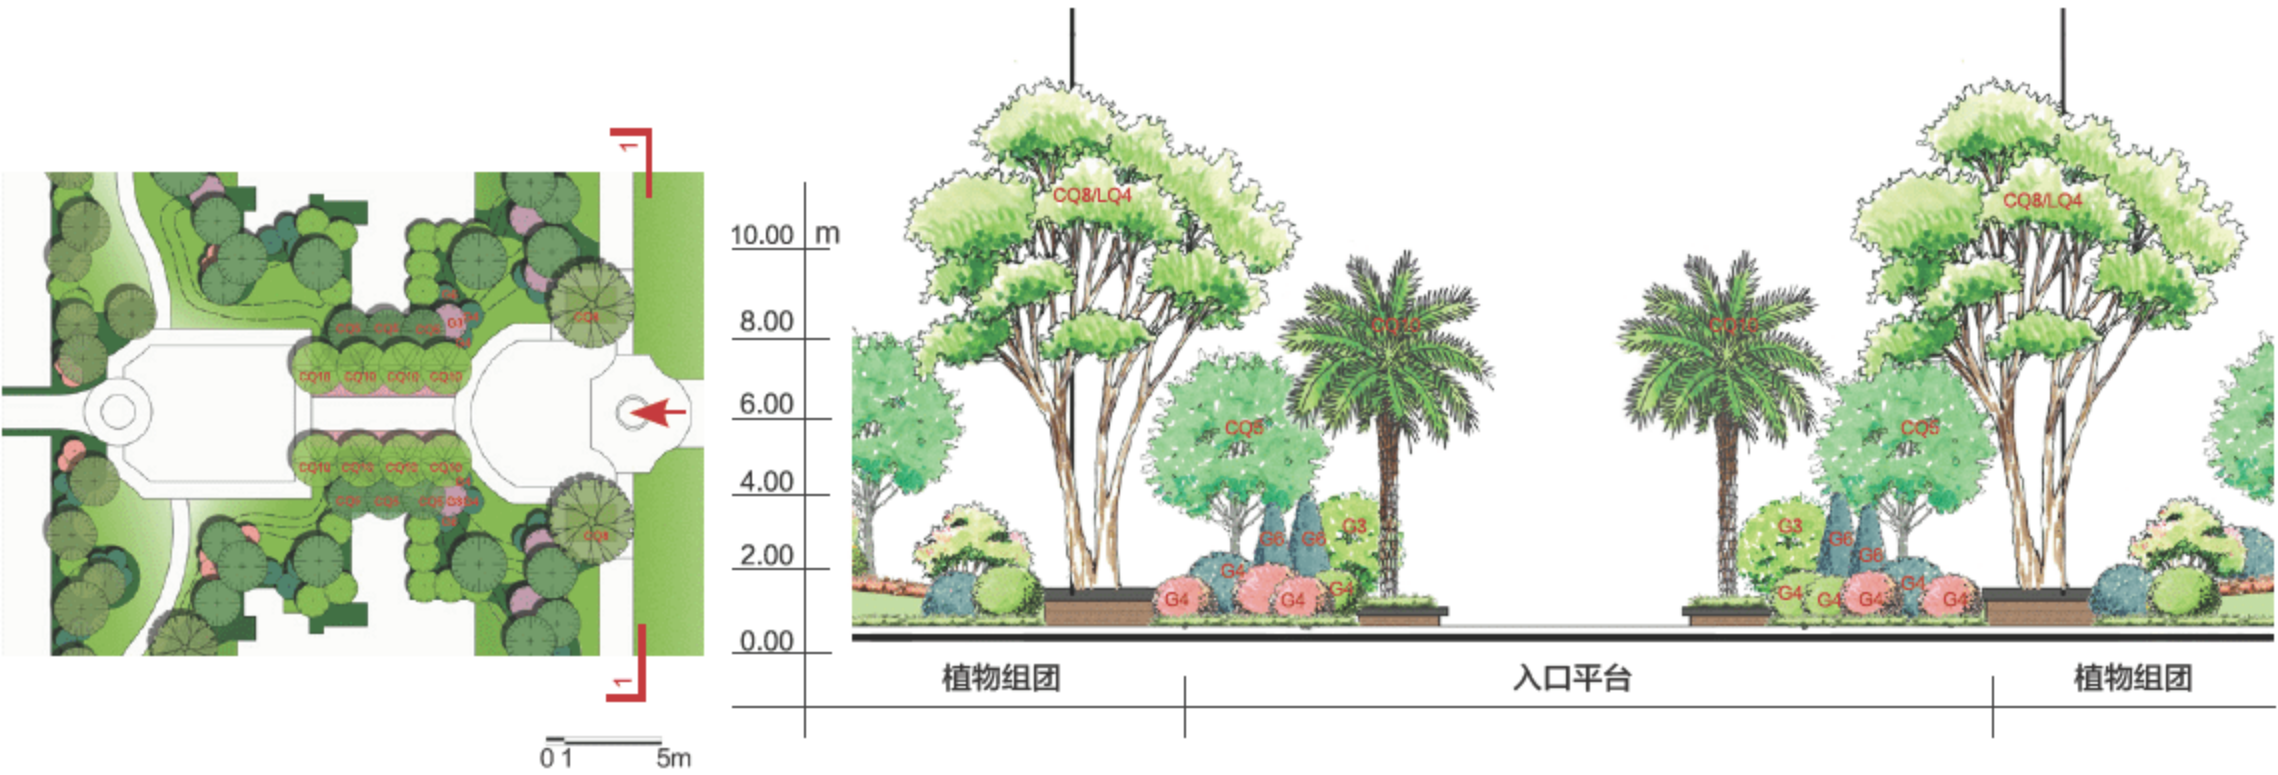 1
CQ8
CQ10 CQ10 CQ10 CQ10
CQ10 CQ10 CQ10 CQ10
CQ8
1
0 1 5m
10.00 m
8.00
6.00
4.00
2.00
0.00
CQ8/LQ4
CQ8/LQ4
CQ10
CQ10
CQ5
CQ5
G6 G6 G3
G3 G6 G6
G4 G4 G4 G4
G4 G4 G4 G4 G4
植物组团
入口平台
植物组团